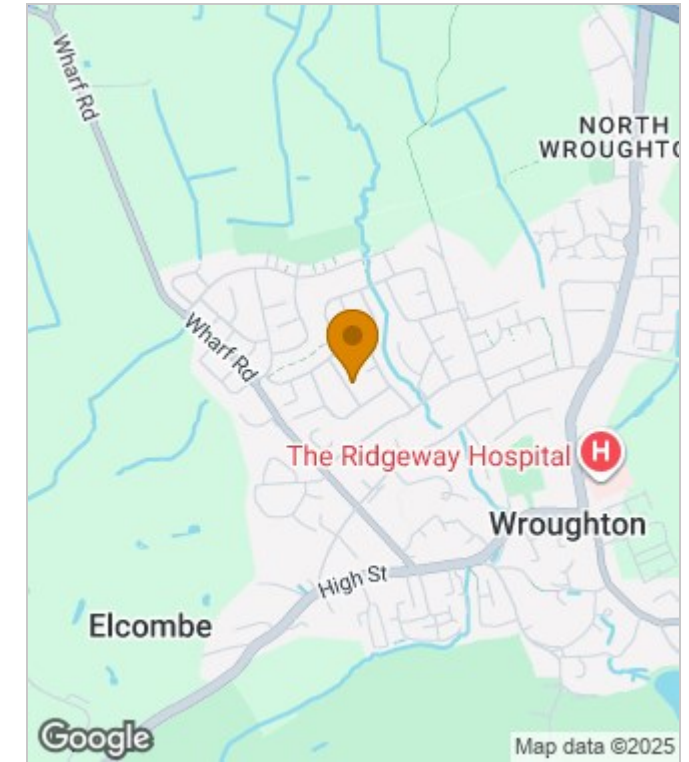 Wharf Rd
NORTH
WROUGHTO
Wharf Rd
The Ridgeway Hospital
H
Wroughton
High St
Elcombe
Google
Map data ©2025